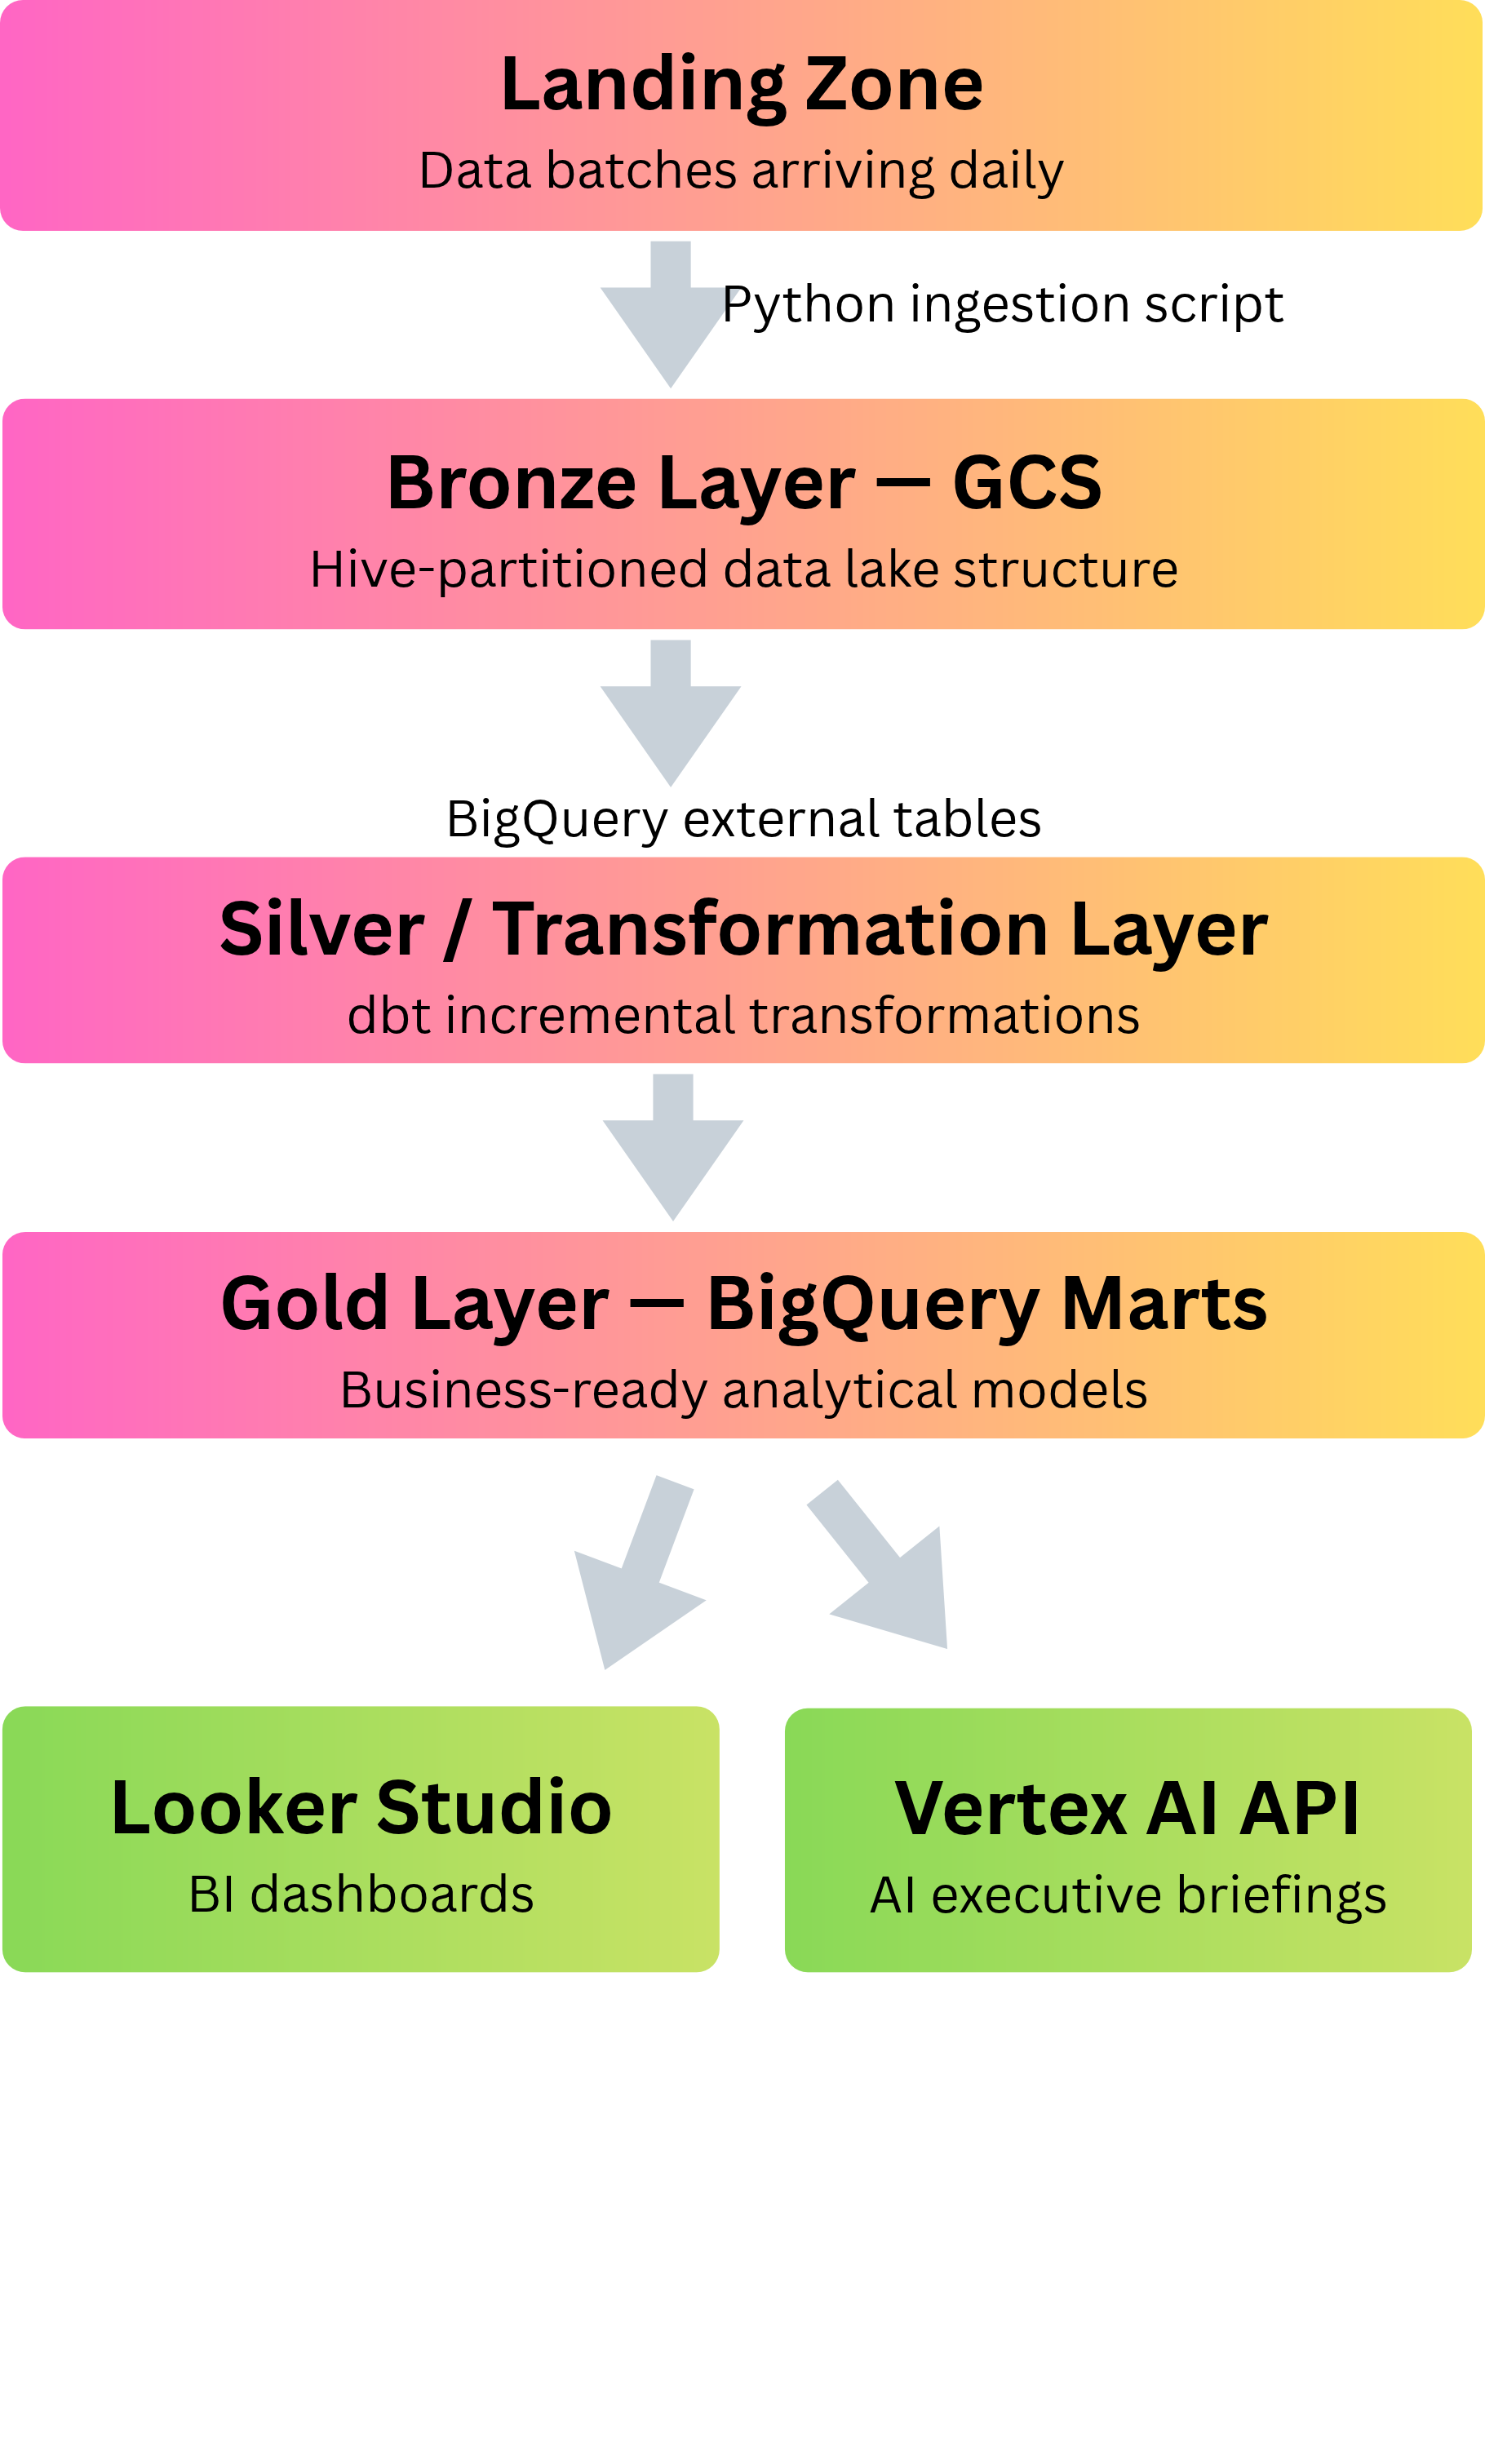 Landing Zone
Data batches arriving daily
Python ingestion script
Bronze Layer — GCS
Hive-partitioned data lake structure
BigQuery external tables
Silver / Transformation Layer
dbt incremental transformations
Gold Layer — BigQuery Marts
Business-ready analytical models
Looker Studio
BI dashboards
Vertex AI API
AI executive briefings